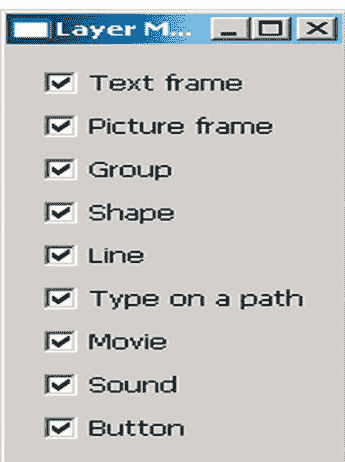 Layer M...
Text frame
Picture frame
Group
Shape
Line
Type on a path
Movie
Sound
Button